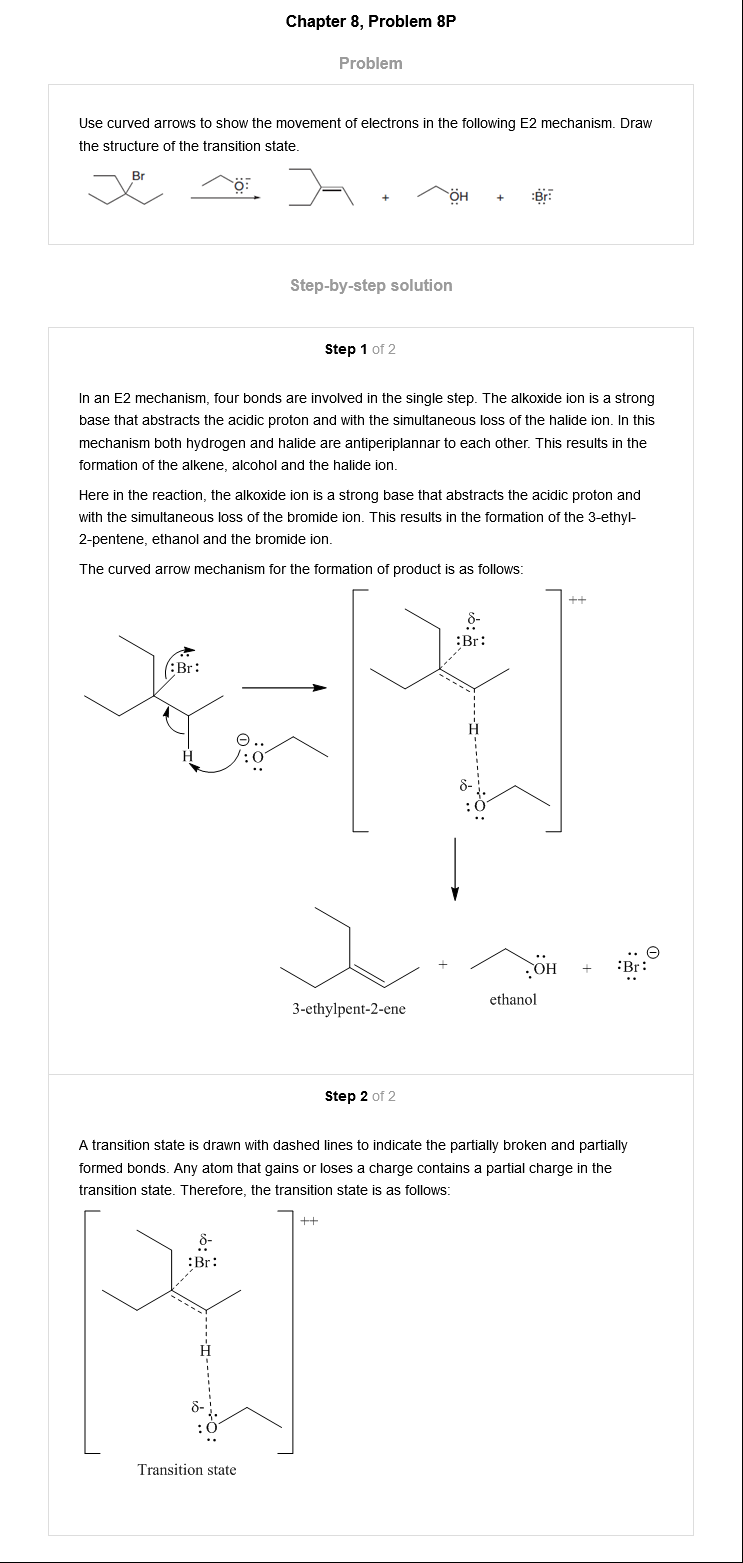 Chapter 8, Problem 8P
Problem
Use curved arrows to show the movement of electrons in the following E2 mechanism. Draw
the structure of the transition state.
Br
:Ö:⁻
+
ÖH
+
:Br:⁻
Step-by-step solution
Step 1 of 2
In an E2 mechanism, four bonds are involved in the single step. The alkoxide ion is a strong
base that abstracts the acidic proton and with the simultaneous loss of the halide ion. In this
mechanism both hydrogen and halide are antiperiplannar to each other. This results in the
formation of the alkene, alcohol and the halide ion.
Here in the reaction, the alkoxide ion is a strong base that abstracts the acidic proton and
with the simultaneous loss of the bromide ion. This results in the formation of the 3-ethyl-
2-pentene, ethanol and the bromide ion.
The curved arrow mechanism for the formation of product is as follows:
++
δ-
:Br:
:Br:
H
⊖
H
:O
δ-
:O
+
OH
+
:Br:
⊖
3-ethylpent-2-ene
ethanol
Step 2 of 2
A transition state is drawn with dashed lines to indicate the partially broken and partially
formed bonds. Any atom that gains or loses a charge contains a partial charge in the
transition state. Therefore, the transition state is as follows:
++
δ-
:Br:
H
δ-
:O
Transition state